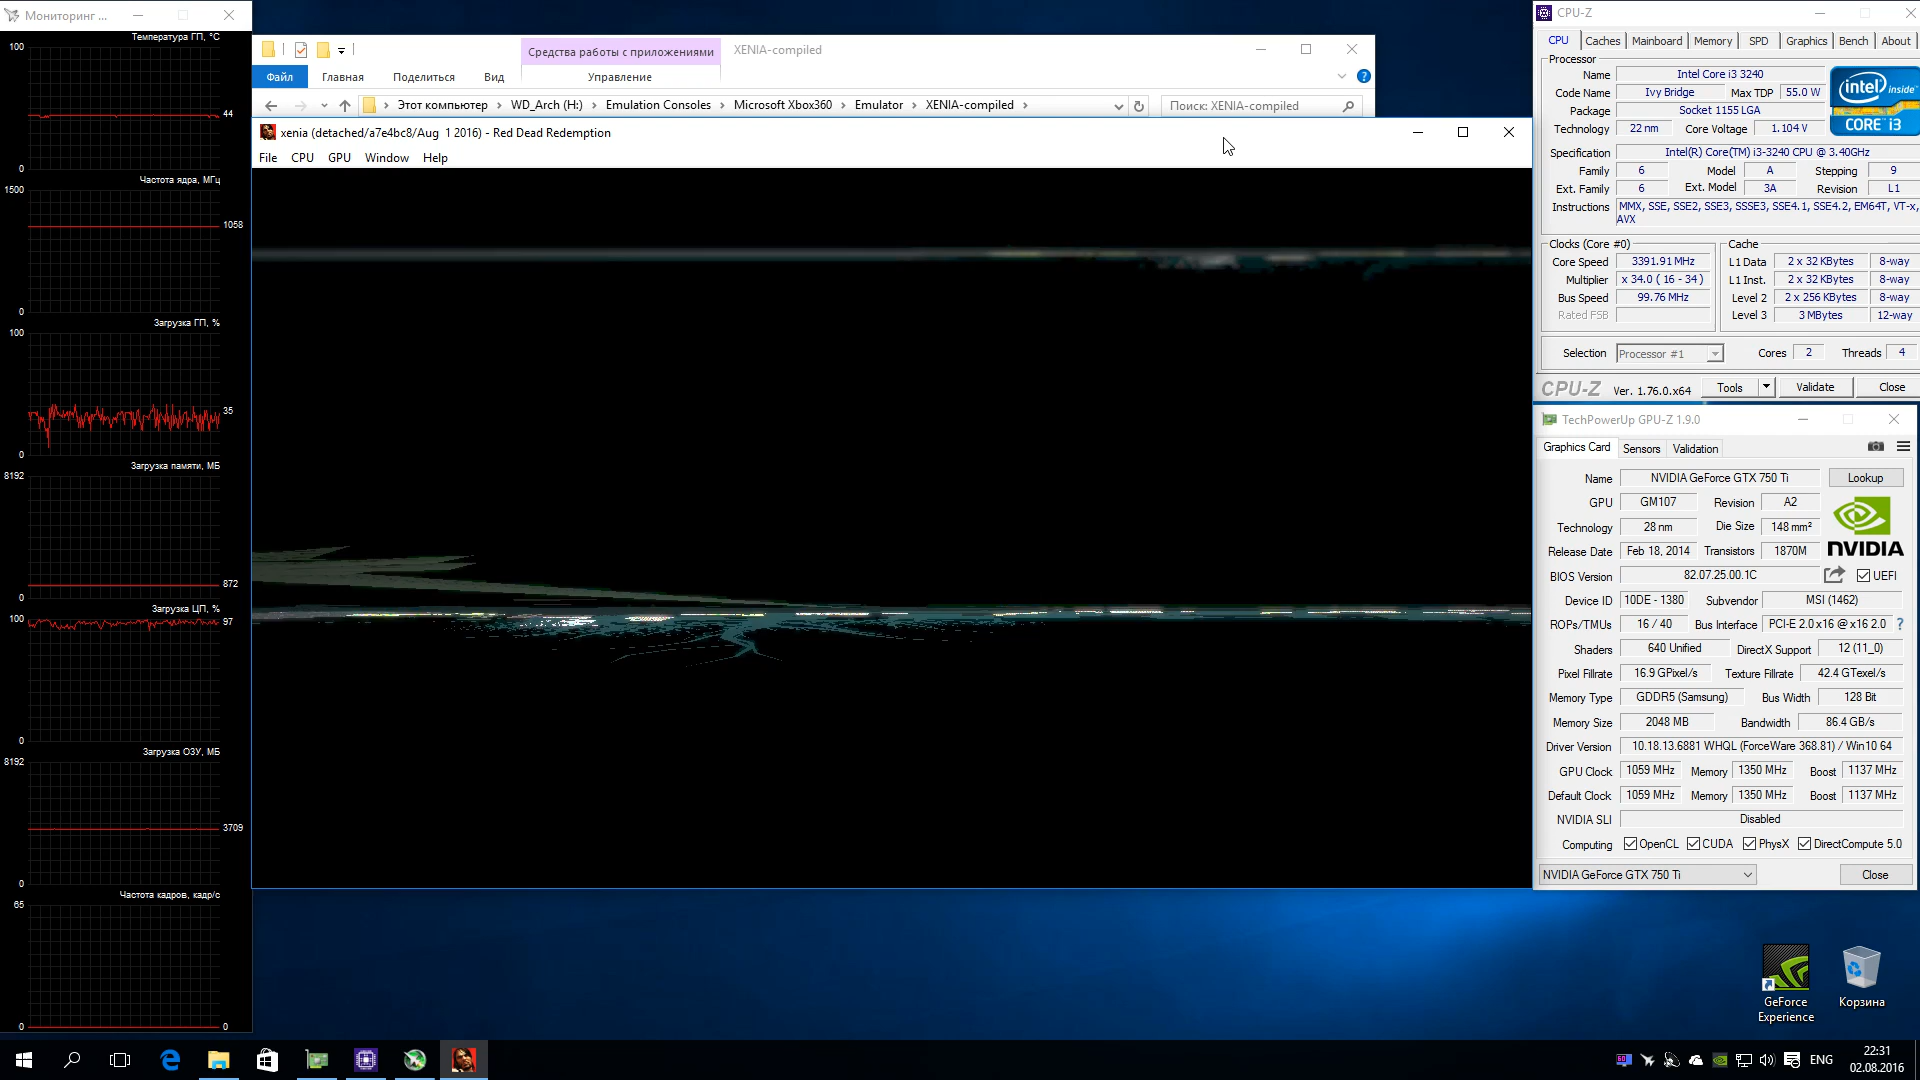 Мониторинг ...
Температура ГП, °C
100
44
0
Частота ядра, МГц
1500
1058
0
Загрузка ГП, %
100
35
0
Загрузка памяти, МБ
8192
872
0
Загрузка ЦП, %
100
97
0
Загрузка ОЗУ, МБ
8192
3709
0
Частота кадров, кадр/с
65
0
0
Средства работы с приложениями
XENIA-compiled
Файл
Главная
Поделиться
Вид
Управление
Этот компьютер > WD_Arch (H:) > Emulation Consoles > Microsoft Xbox360 > Emulator > XENIA-compiled >
Поиск: XENIA-compiled
xenia (detached/a7e4bc8/Aug  1 2016) - Red Dead Redemption
File CPU GPU Window Help
CPU-Z
CPU Caches Mainboard Memory SPD Graphics Bench About
Processor
Name Intel Core i3 3240
Code Name Ivy Bridge Max TDP 55.0 W
Package Socket 1155 LGA
Technology 22 nm Core Voltage 1.104 V
intel inside™
CORE i3
Specification Intel(R) Core(TM) i3-3240 CPU @ 3.40GHz
Family 6 Model A Stepping 9
Ext. Family 6 Ext. Model 3A Revision L1
Instructions MMX, SSE, SSE2, SSE3, SSSE3, SSE4.1, SSE4.2, EM64T, VT-x,
AVX
Clocks (Core #0)
Core Speed 3391.91 MHz
Multiplier x 34.0 ( 16 - 34 )
Bus Speed 99.76 MHz
Rated FSB
Cache
L1 Data 2 x 32 KBytes 8-way
L1 Inst. 2 x 32 KBytes 8-way
Level 2 2 x 256 KBytes 8-way
Level 3 3 MBytes 12-way
Selection Processor #1 Cores 2 Threads 4
CPU-Z Ver. 1.76.0.x64 Tools Validate Close
TechPowerUp GPU-Z 1.9.0
Graphics Card Sensors Validation
Name NVIDIA GeForce GTX 750 Ti Lookup
GPU GM107 Revision A2
Technology 28 nm Die Size 148 mm²
Release Date Feb 18, 2014 Transistors 1870M
NVIDIA
BIOS Version 82.07.25.00.1C UEFI
Device ID 10DE - 1380 Subvendor MSI (1462)
ROPs/TMUs 16 / 40 Bus Interface PCI-E 2.0 x16 @ x16 2.0 ?
Shaders 640 Unified DirectX Support 12 (11_0)
Pixel Fillrate 16.9 GPixel/s Texture Fillrate 42.4 GTexel/s
Memory Type GDDR5 (Samsung) Bus Width 128 Bit
Memory Size 2048 MB Bandwidth 86.4 GB/s
Driver Version 10.18.13.6881 WHQL (ForceWare 368.81) / Win10 64
GPU Clock 1059 MHz Memory 1350 MHz Boost 1137 MHz
Default Clock 1059 MHz Memory 1350 MHz Boost 1137 MHz
NVIDIA SLI Disabled
Computing OpenCL CUDA PhysX DirectCompute 5.0
NVIDIA GeForce GTX 750 Ti Close
GeForce
Experience
Корзина
60
ENG
22:31
02.08.2016